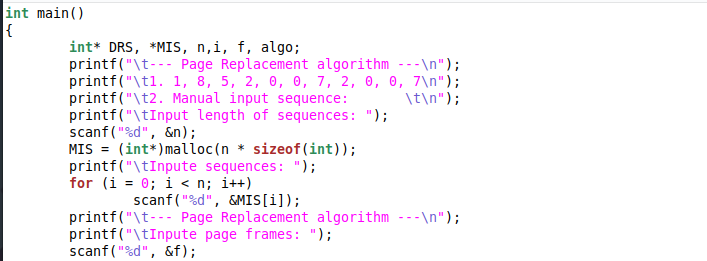 int main()
{
        int* DRS, *MIS, n,i, f, algo;
        printf("\t--- Page Replacement algorithm ---\n");
        printf("\t1. 1, 8, 5, 2, 0, 0, 7, 2, 0, 0, 7\n");
        printf("\t2. Manual input sequence:       \t\n");
        printf("\tInput length of sequences: ");
        scanf("%d", &n);
        MIS = (int*)malloc(n * sizeof(int));
        printf("\tInpute sequences: ");
        for (i = 0; i < n; i++)
                scanf("%d", &MIS[i]);
        printf("\t--- Page Replacement algorithm ---\n");
        printf("\tInpute page frames: ");
        scanf("%d", &f);